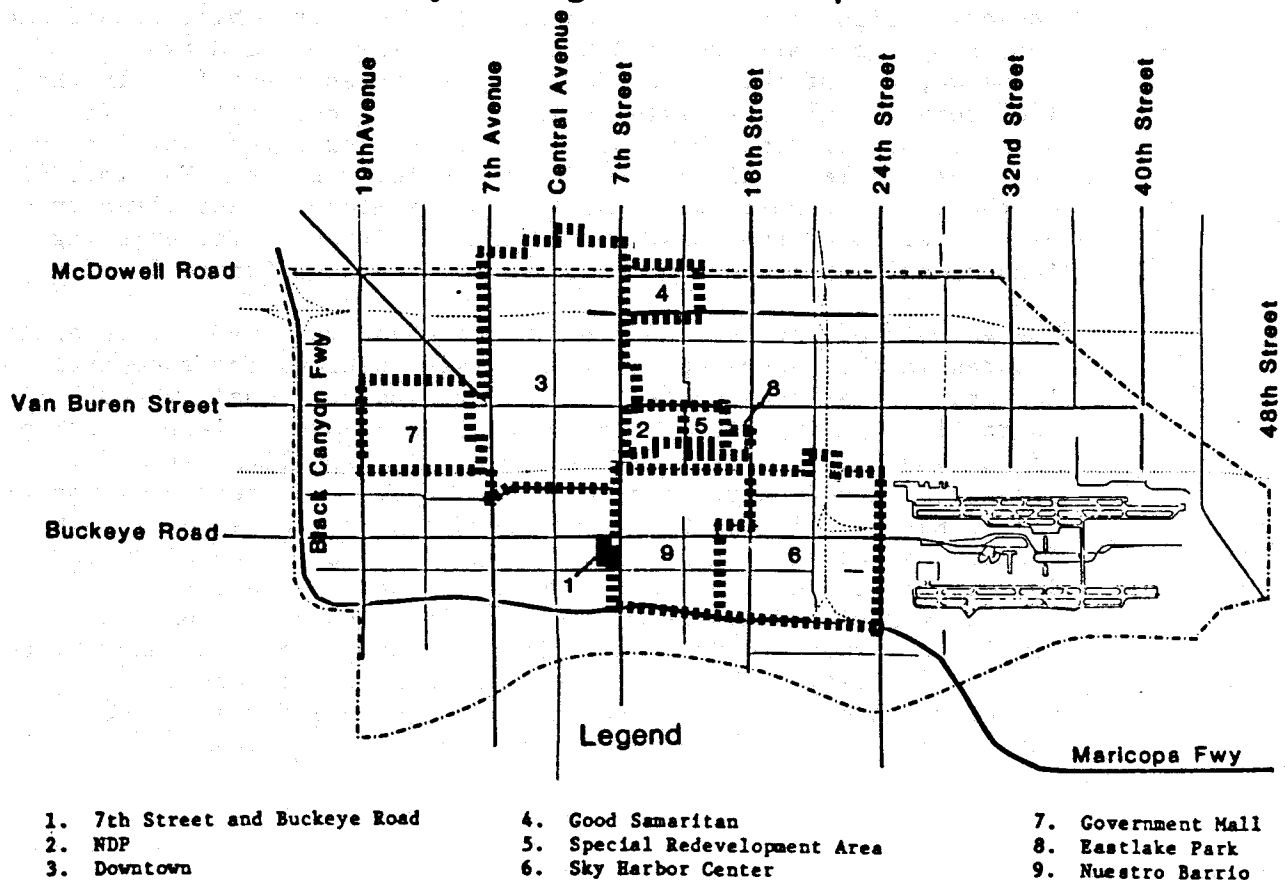 19thAvenue
7th Avenue
Central Avenue
7th Street
16th Street
24th Street
32nd Street
40th Street
48th Street
McDowell Road
Black Canyon Fwy
Van Buren Street
Buckeye Road
4
3
8
2
5
7
9
6
1
Maricopa Fwy
Legend
1. 7th Street and Buckeye Road
2. NDP
3. Downtown
4. Good Samaritan
5. Special Redevelopment Area
6. Sky Harbor Center
7. Government Mall
8. Eastlake Park
9. Nuestro Barrio